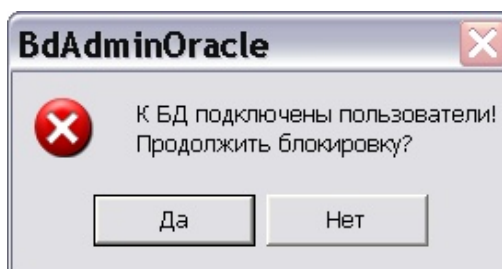 BdAdminOracle
К БД подключены пользователи!
Продолжить блокировку?
Да
Нет